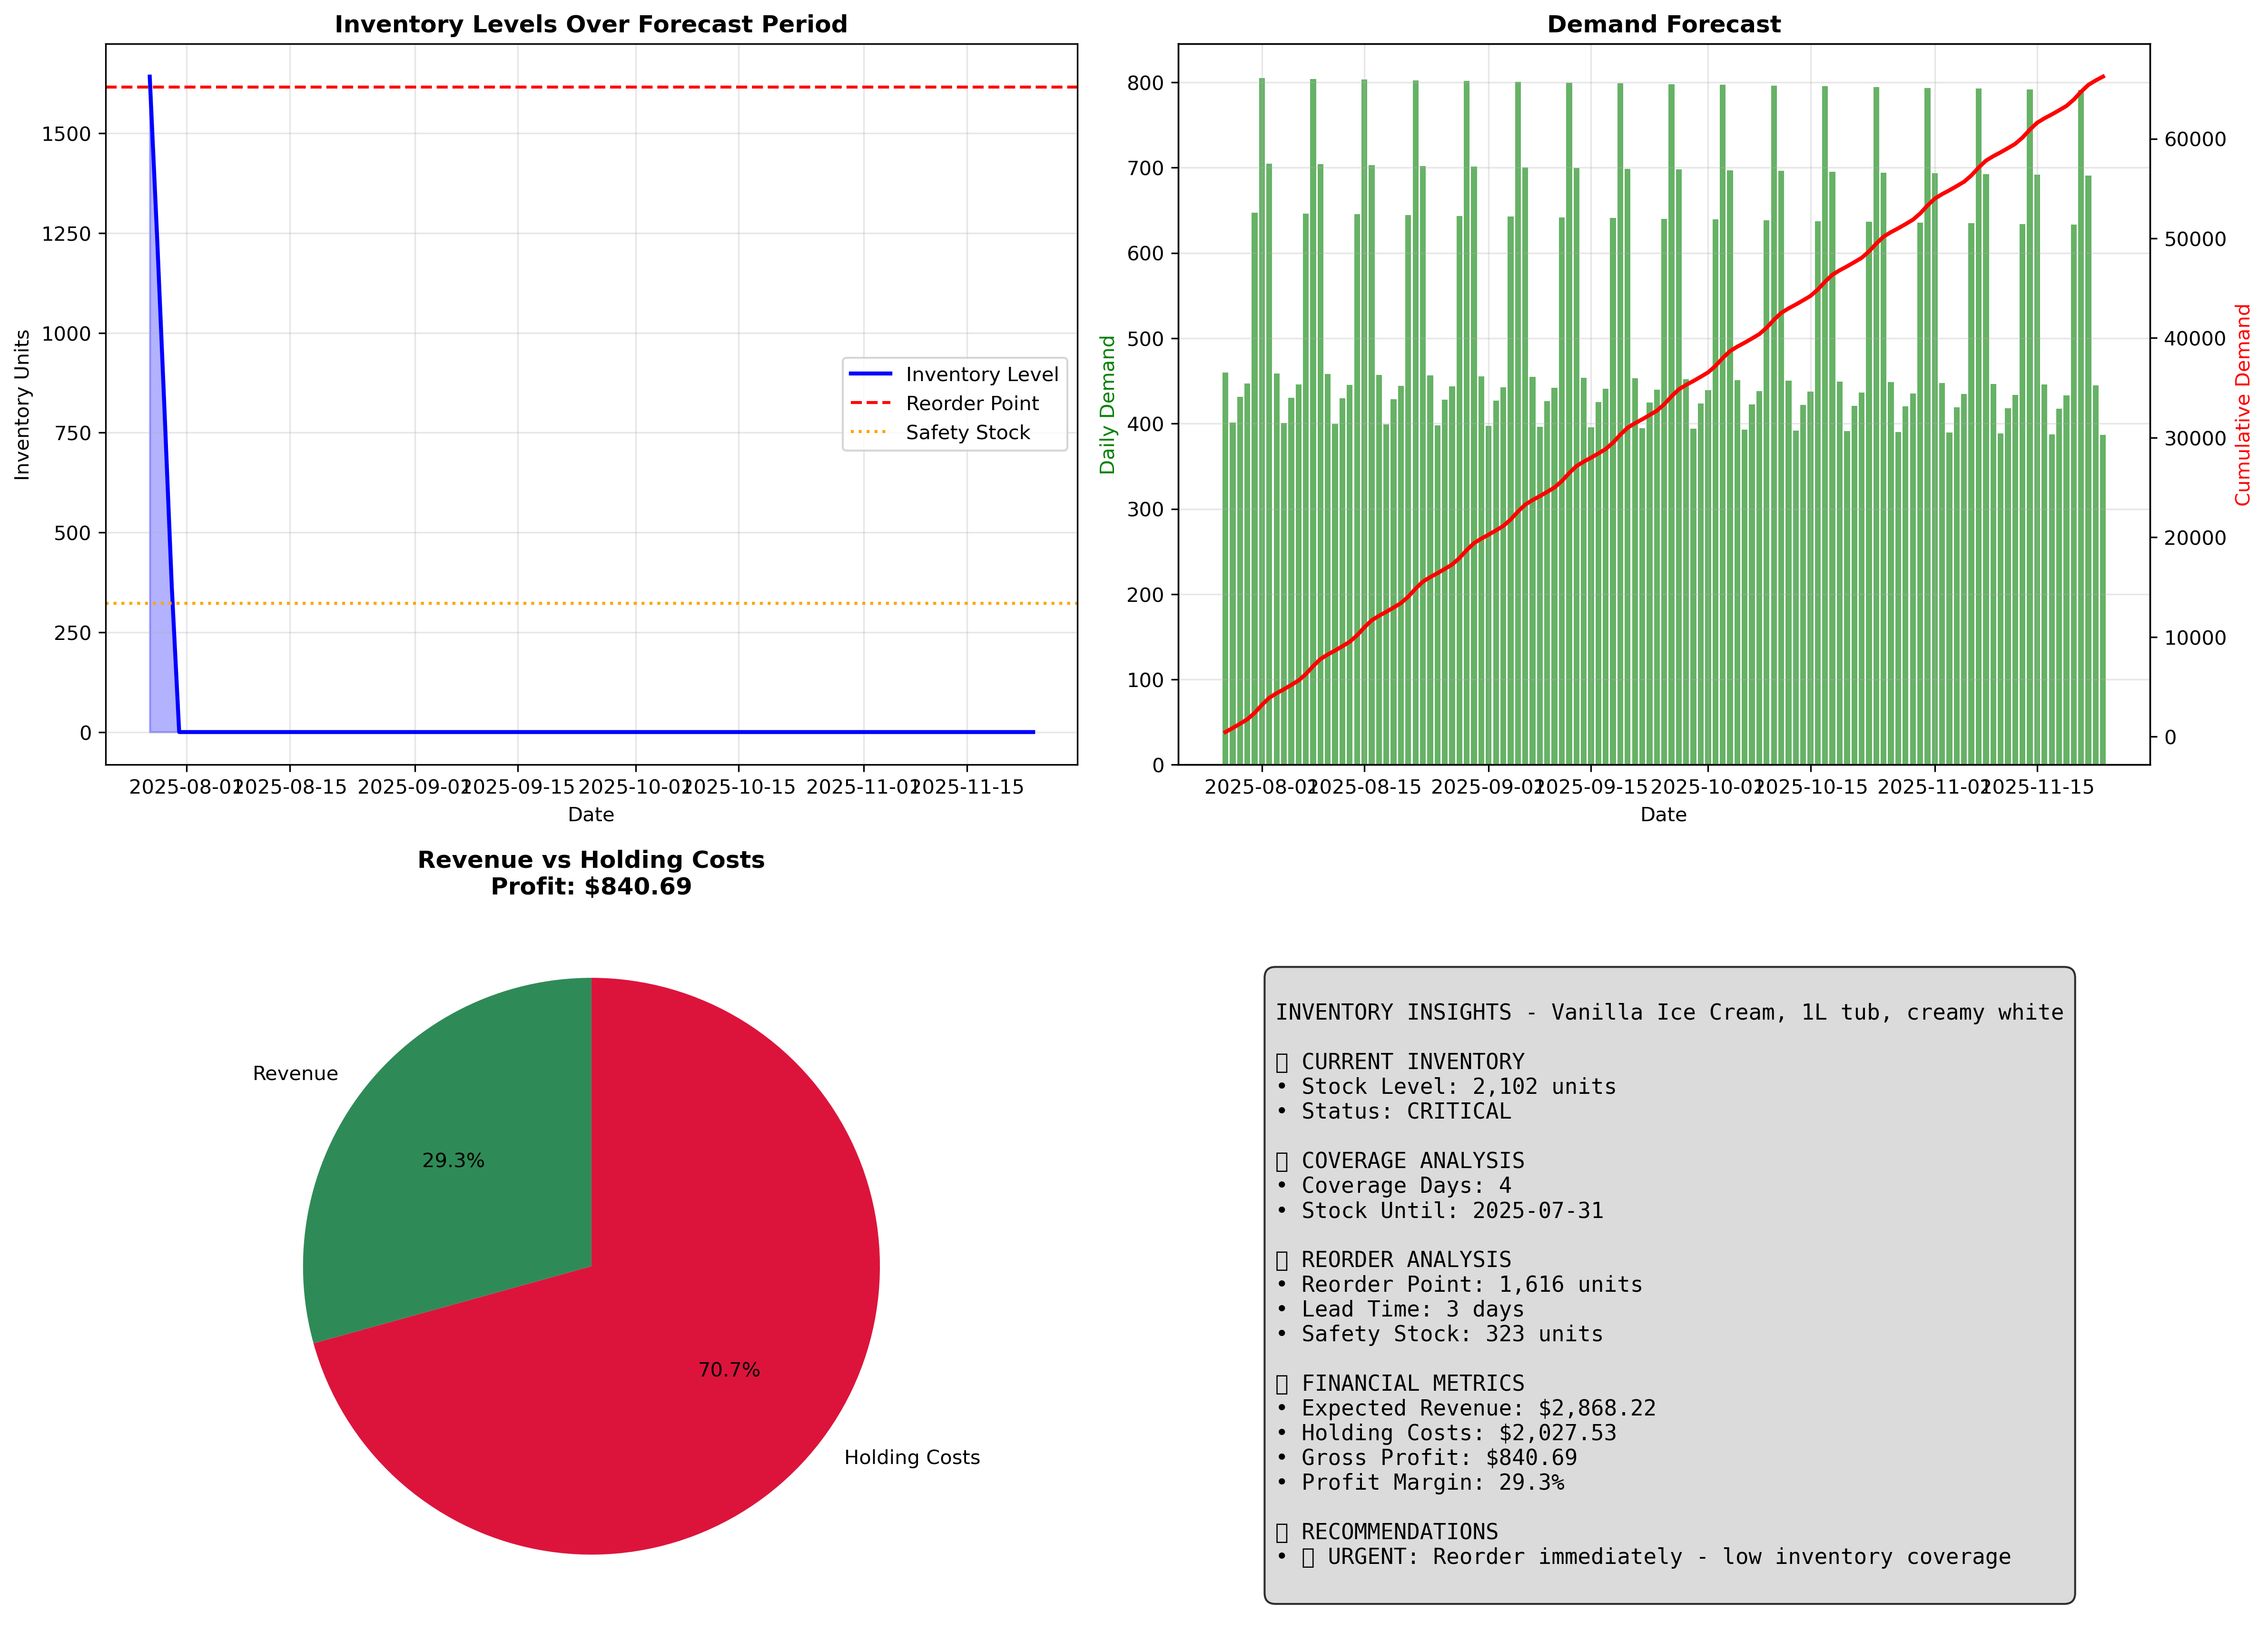 Inventory Levels Over Forecast Period
Inventory Units
1500
1250
1000
750
500
250
0
Inventory Level
Reorder Point
Safety Stock
2025-08-01
2025-08-15
2025-09-01
2025-09-15
2025-10-01
2025-10-15
2025-11-01
2025-11-15
Date
Demand Forecast
Daily Demand
800
700
600
500
400
300
200
100
0
60000
50000
40000
30000
20000
10000
0
Cumulative Demand
2025-08-01
2025-08-15
2025-09-01
2025-09-15
2025-10-01
2025-10-15
2025-11-01
2025-11-15
Date
Revenue vs Holding Costs
Profit: $840.69
Revenue
29.3%
70.7%
Holding Costs
INVENTORY INSIGHTS - Vanilla Ice Cream, 1L tub, creamy white
CURRENT INVENTORY
• Stock Level: 2,102 units
• Status: CRITICAL
COVERAGE ANALYSIS
• Coverage Days: 4
• Stock Until: 2025-07-31
REORDER ANALYSIS
• Reorder Point: 1,616 units
• Lead Time: 3 days
• Safety Stock: 323 units
FINANCIAL METRICS
• Expected Revenue: $2,868.22
• Holding Costs: $2,027.53
• Gross Profit: $840.69
• Profit Margin: 29.3%
RECOMMENDATIONS
• URGENT: Reorder immediately - low inventory coverage